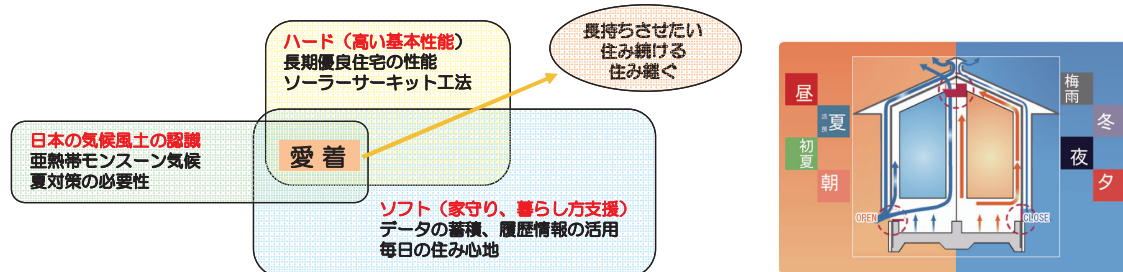 ハード（高い基本性能）
長期優良住宅の性能
ソーラーサーキット工法
長持ちさせたい
住み続ける
住み継ぐ
日本の気候風土の認識
亜熱帯モンスーン気候
夏対策の必要性
愛着
ソフト（家守り、暮らし方支援）
データの蓄積、履歴情報の活用
毎日の住み心地
昼
夏
初夏
朝
梅雨
冬
夜
夕
OPEN
CLOSE